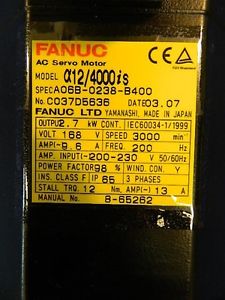 FANUC
AC Servo Motor
MODEL α12/4000is
SPEC A06B-0238-B400
No. C037D5636 DATE 03.07
FANUC LTD YAMANASHI, MADE IN JAPAN
OUTPUT 2.7 kW CONT. IEC60034-1/1999
VOLT 168 V SPEED 3000 min-1
AMP(~) 9.6 A FREQ. 200 Hz
AMP. INPUT(~) 200-230 V 50/60Hz
POWER FACTOR 98 % WIND. CON. Y
INS. CLASS F IP 65 3 PHASES
STALL TRQ. 12 Nm, AMP(~) 13 A
MANUAL No. B-65262